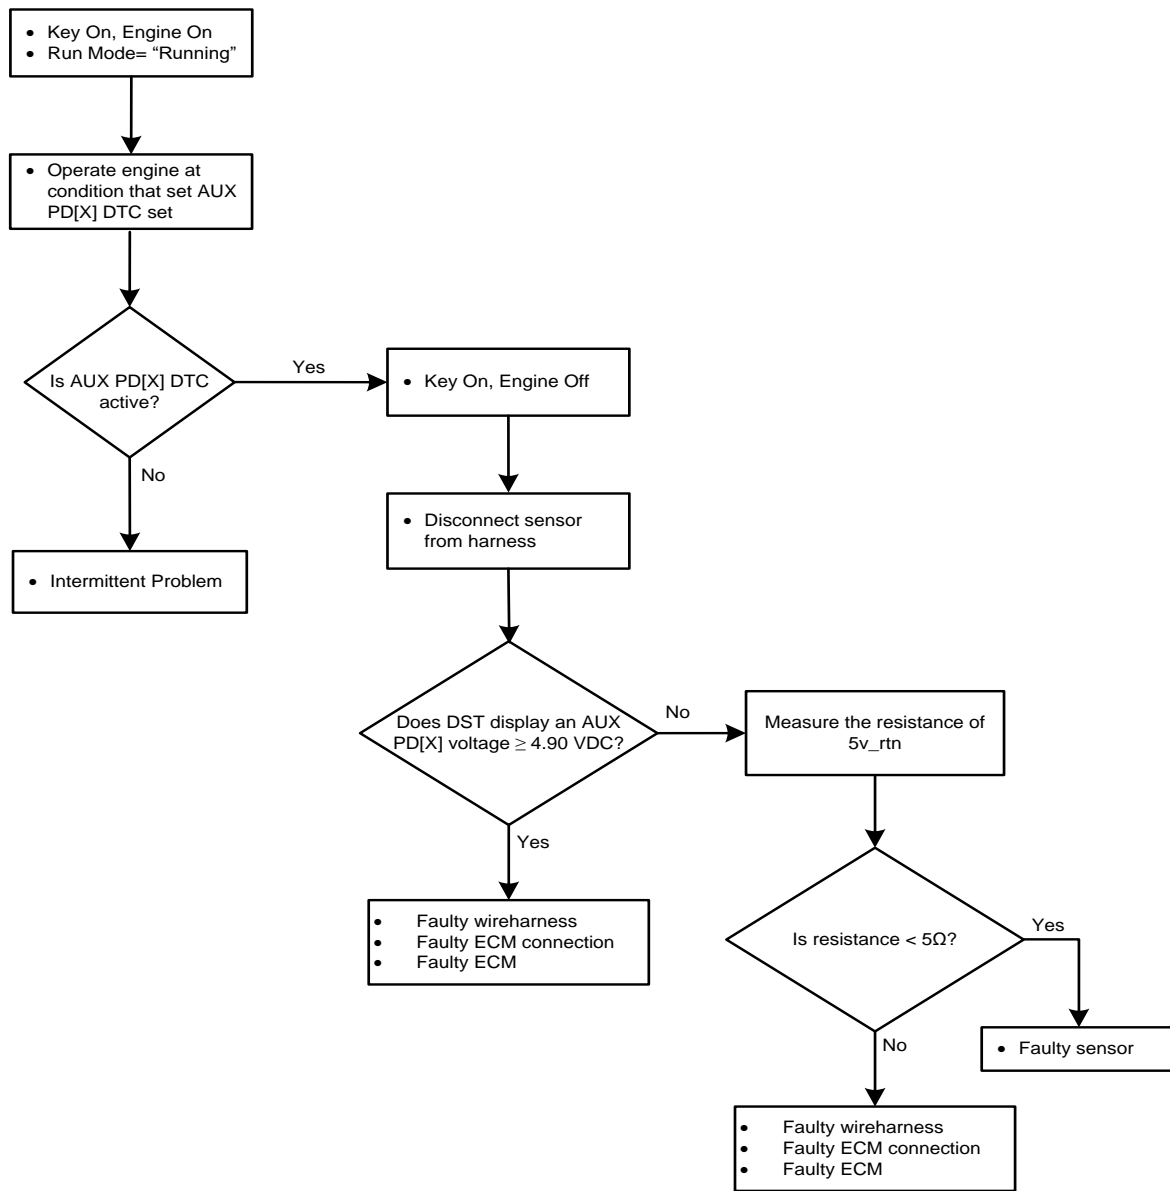 • Key On, Engine On
• Run Mode= “Running”
• Operate engine at
condition that set AUX
PD[X] DTC set
Is AUX PD[X] DTC
active?
Yes
No
• Key On, Engine Off
• Disconnect sensor
from harness
• Intermittent Problem
Does DST display an AUX
PD[X] voltage ≥ 4.90 VDC?
No
Yes
Measure the resistance of
5v_rtn
• Faulty wireharness
• Faulty ECM connection
• Faulty ECM
Is resistance < 5Ω?
Yes
No
• Faulty sensor
• Faulty wireharness
• Faulty ECM connection
• Faulty ECM